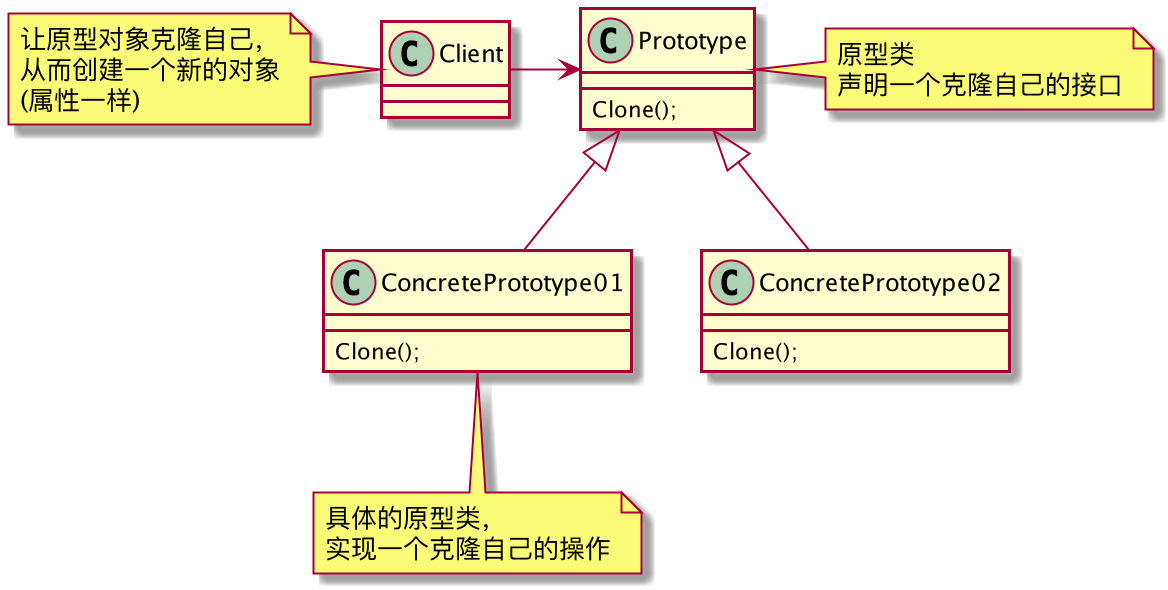 让原型对象克隆自己，
从而创建一个新的对象
(属性一样)
C Client
C Prototype
Clone();
原型类
声明一个克隆自己的接口
C ConcretePrototype01
Clone();
C ConcretePrototype02
Clone();
具体的原型类，
实现一个克隆自己的操作